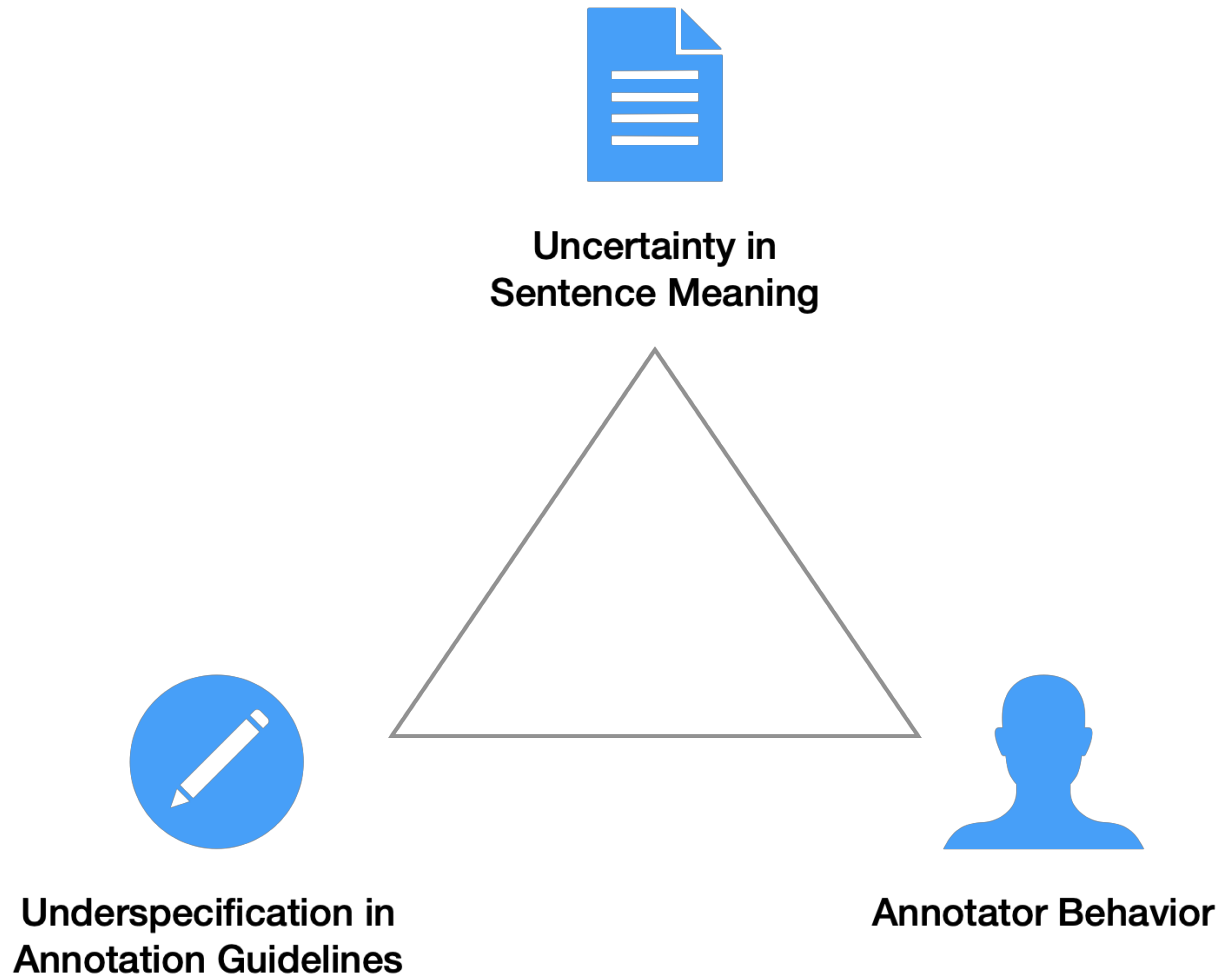 Uncertainty in
Sentence Meaning
Underspecification in
Annotation Guidelines
Annotator Behavior